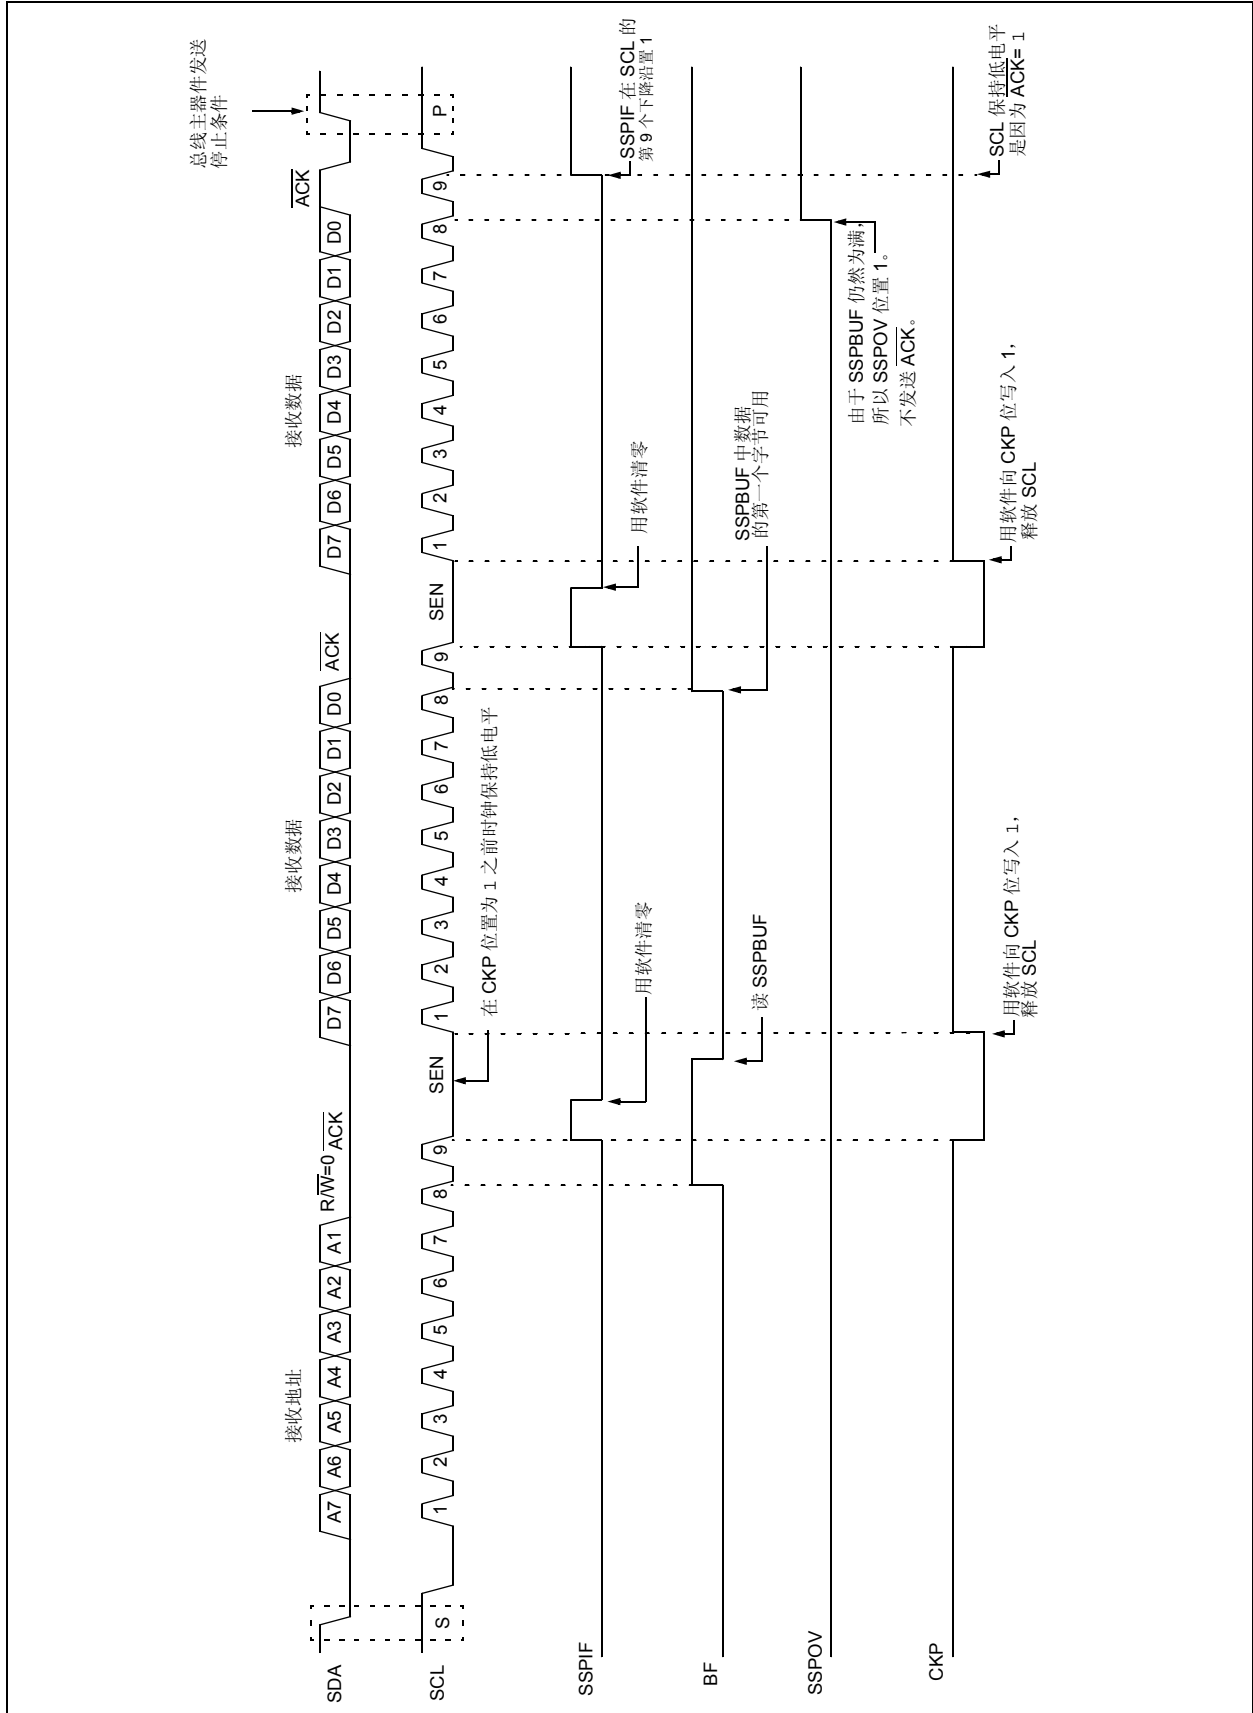 总线主器件发送
停止条件
接收地址
R/W=0
ACK
接收数据
ACK
接收数据
ACK
SDA
A7 A6 A5 A4 A3 A2 A1
D7 D6 D5 D4 D3 D2 D1 D0
D7 D6 D5 D4 D3 D2 D1 D0
SCL
S
1 2 3 4 5 6 7 8 9
SEN
1 2 3 4 5 6 7 8 9
SEN
1 2 3 4 5 6 7 8 9
P
在 CKP 位置为 1 之前时钟保持低电平
SSPIF
用软件清零
用软件清零
SSPIF 在 SCL 的
第 9 个下降沿置 1
BF
读 SSPBUF
SSPBUF 中数据
的第一个字节可用
SSPOV
由于 SSPBUF 仍然为满,
所以 SSPOV 位置 1。
不发送 ACK。
CKP
用软件向 CKP 位写入 1,
释放 SCL
用软件向 CKP 位写入 1,
释放 SCL
SCL 保持低电平
是因为 ACK= 1